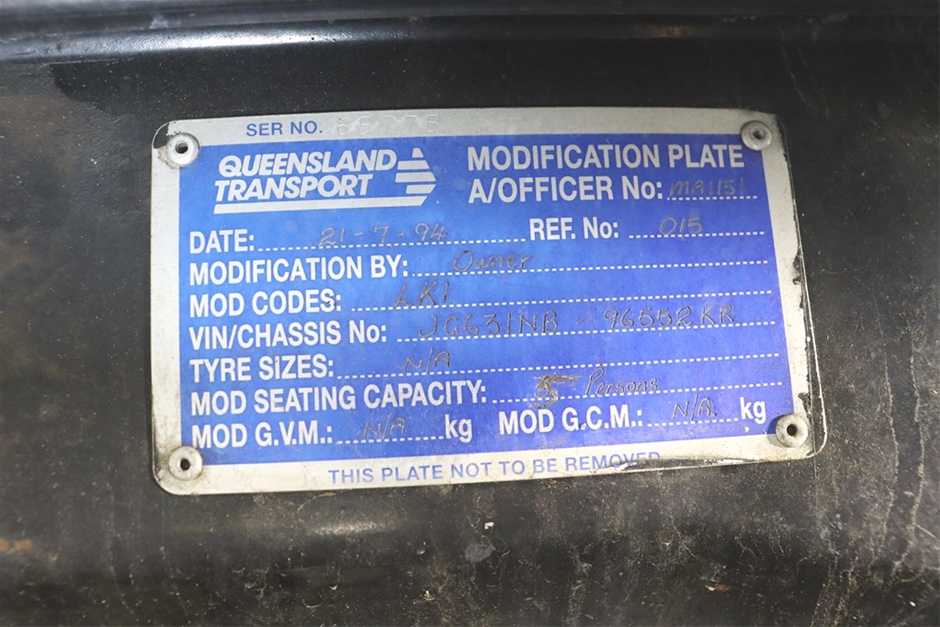 SER NO.
QUEENSLAND TRANSPORT
MODIFICATION PLATE
A/OFFICER No: MA1151
DATE: 21-7-94 REF. No: 015
MODIFICATION BY: Owner
MOD CODES: LK1
VIN/CHASSIS No: JG631NB - 96552KR
TYRE SIZES: N/A
MOD SEATING CAPACITY: 5 Persons
MOD G.V.M.: N/A kg MOD G.C.M.: N/A. kg
THIS PLATE NOT TO BE REMOVED